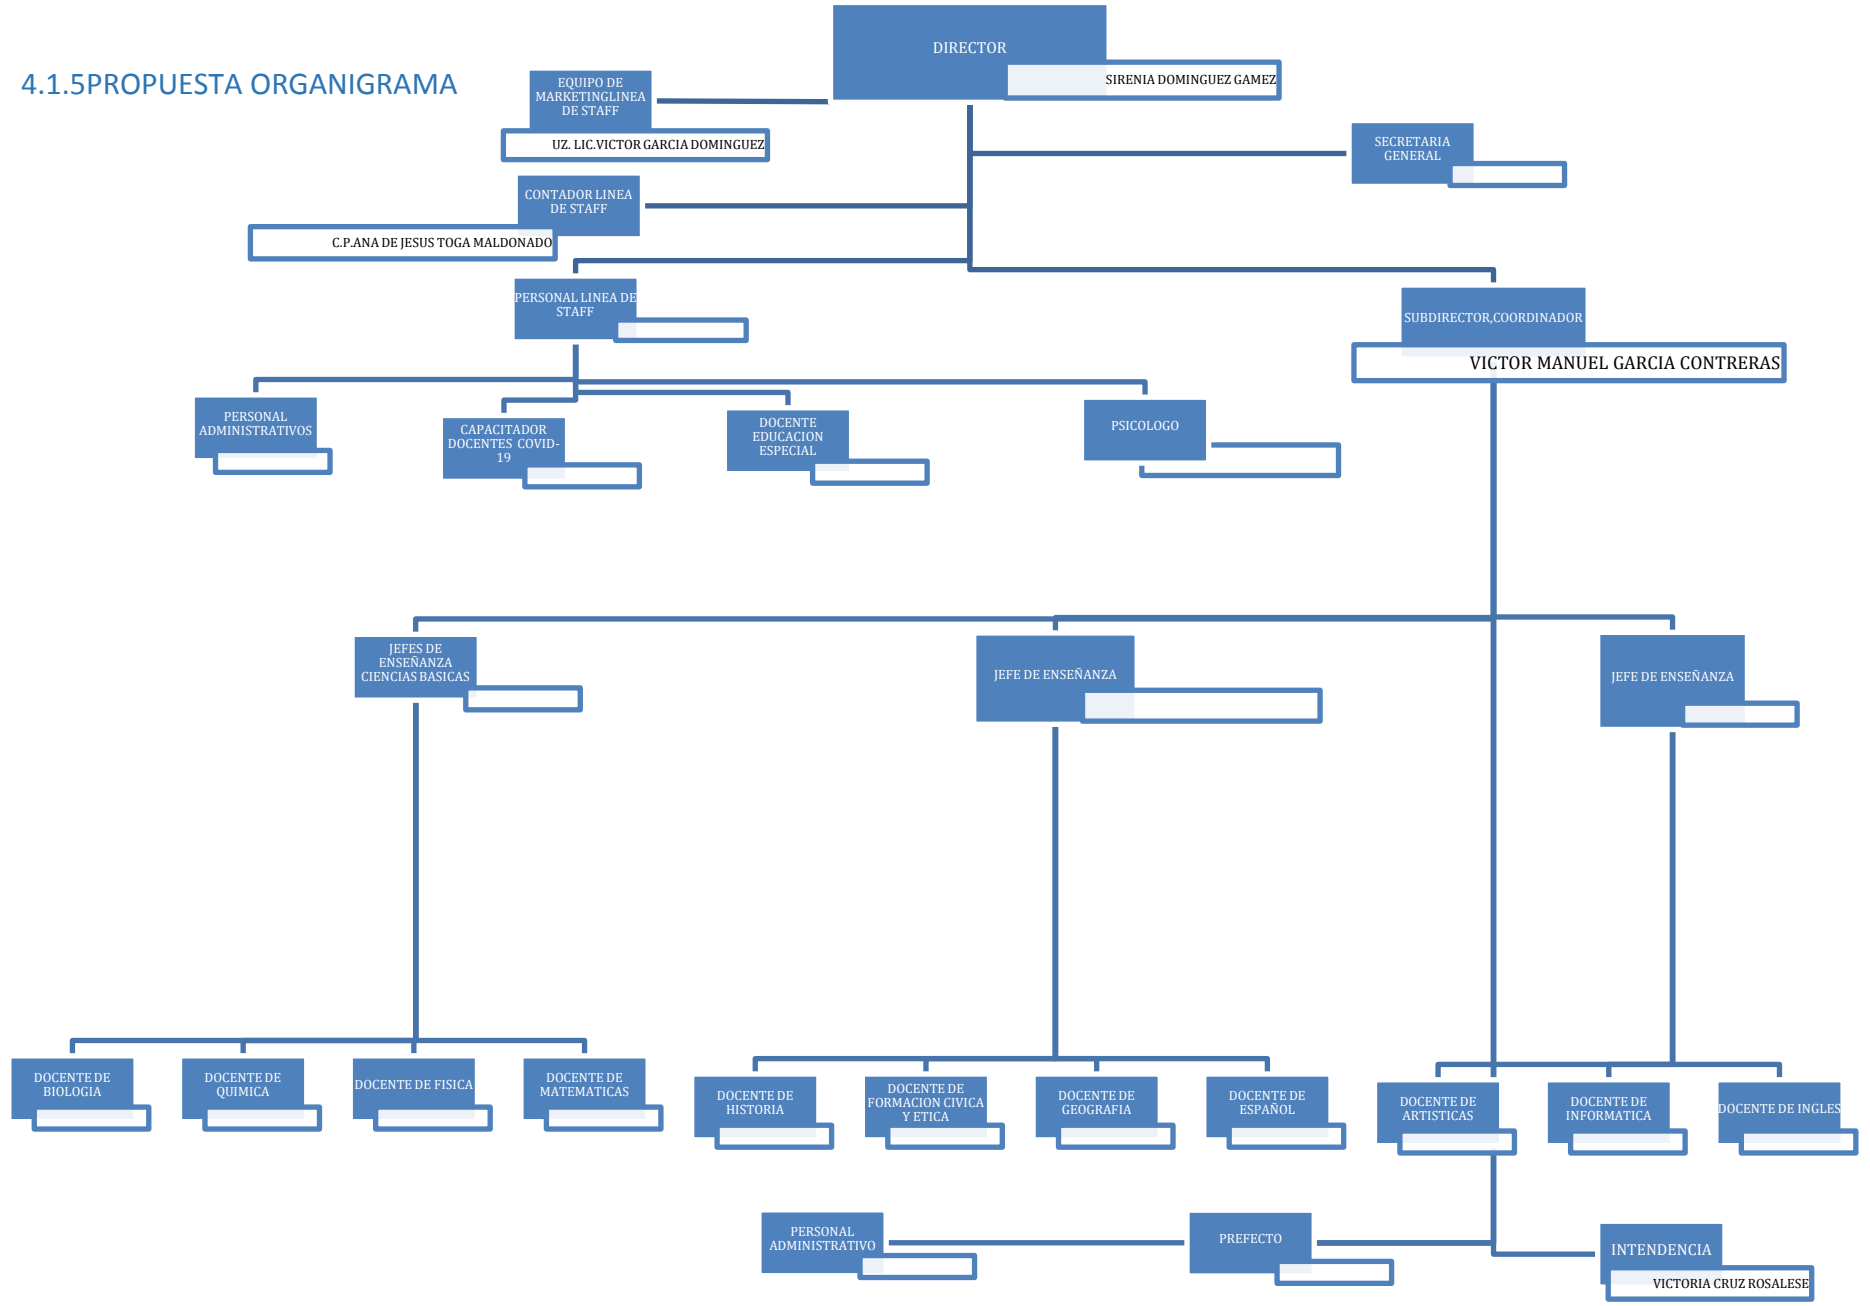 4.1.5PROPUESTA ORGANIGRAMA
DIRECTOR
SIRENIA DOMINGUEZ GAMEZ
EQUIPO DE
MARKETINGLINEA
DE STAFF
UZ. LIC.VICTOR GARCIA DOMINGUEZ
SECRETARIA
GENERAL
CONTADOR LINEA
DE STAFF
C.P.ANA DE JESUS TOGA MALDONADO
PERSONAL LINEA DE
STAFF
SUBDIRECTOR,COORDINADOR
VICTOR MANUEL GARCIA CONTRERAS
PERSONAL
ADMINISTRATIVOS
CAPACITADOR
DOCENTES COVID-
19
DOCENTE
EDUCACION
ESPECIAL
PSICOLOGO
JEFES DE
ENSEÑANZA
CIENCIAS BASICAS
JEFE DE ENSEÑANZA
JEFE DE ENSEÑANZA
DOCENTE DE
BIOLOGIA
DOCENTE DE
QUIMICA
DOCENTE DE FISICA
DOCENTE DE
MATEMATICAS
DOCENTE DE
HISTORIA
DOCENTE DE
FORMACION CIVICA
Y ETICA
DOCENTE DE
GEOGRAFIA
DOCENTE DE
ESPAÑOL
DOCENTE DE
ARTISTICAS
DOCENTE DE
INFORMATICA
DOCENTE DE INGLES
PERSONAL
ADMINISTRATIVO
PREFECTO
INTENDENCIA
VICTORIA CRUZ ROSALESE